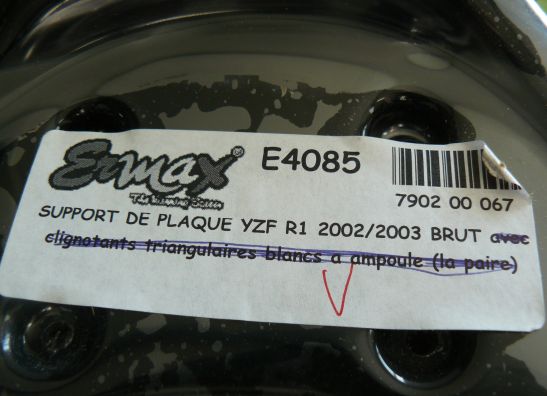 Ermax® E4085
The Winning Screen
7902 00 067
SUPPORT DE PLAQUE YZF R1 2002/2003 BRUT avec
clignotants triangulaires blancs a ampoule (la paire)